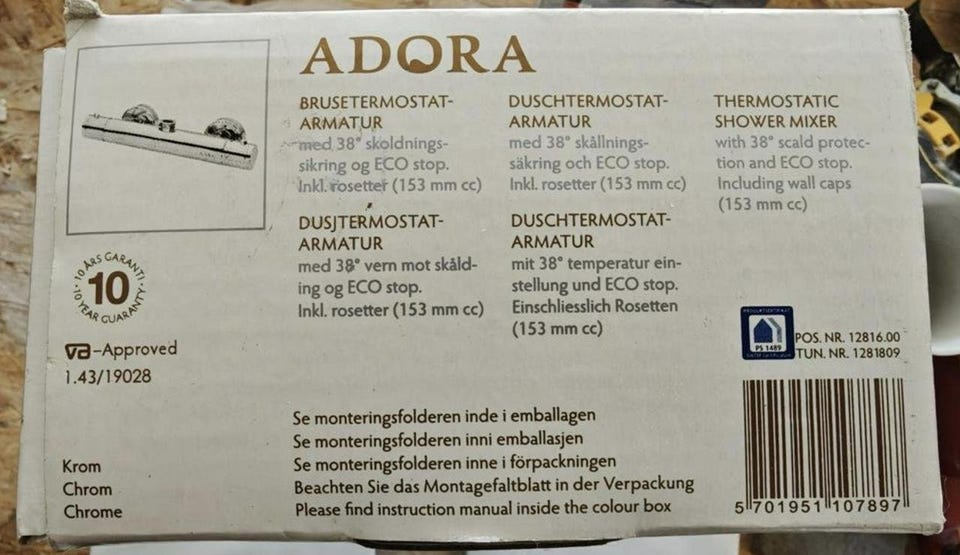 ADORA
BRUSETERMOSTAT-
ARMATUR
med 38° skoldnings-
sikring og ECO stop.
Inkl. rosetter (153 mm cc)
DUSCHTERMOSTAT-
ARMATUR
med 38° skållnings-
säkring och ECO stop.
Inkl. rosetter (153 mm cc)
THERMOSTATIC
SHOWER MIXER
with 38° scald protec-
tion and ECO stop.
Including wall caps
(153 mm cc)
DUSJTERMOSTAT-
ARMATUR
med 38° vern mot skåld-
ing og ECO stop.
Inkl. rosetter (153 mm cc)
DUSCHTERMOSTAT-
ARMATUR
mit 38° temperatur ein-
stellung und ECO stop.
Einschliesslich Rosetten
(153 mm cc)
10 ÅRS GARANTI
10
10 YEAR GUARANTY
va-Approved
1.43/19028
PS 1489
POS. NR. 12816.00
TUN. NR. 1281809
Se monteringsfolderen inde i emballagen
Se monteringsfolderen inni emballasjen
Se monteringsfolderen inne i förpackningen
Beachten Sie das Montagefaltblatt in der Verpackung
Please find instruction manual inside the colour box
Krom
Chrom
Chrome
5 701951 107897